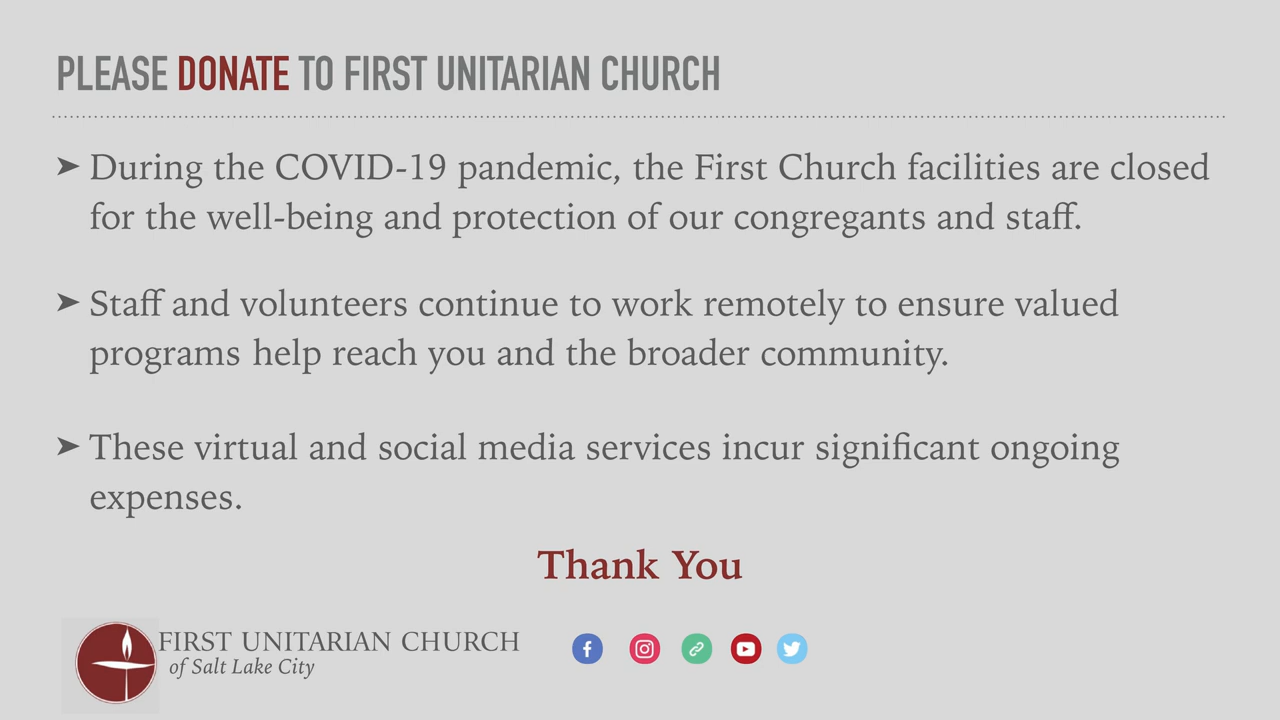 PLEASE DONATE TO FIRST UNITARIAN CHURCH
➤ During the COVID-19 pandemic, the First Church facilities are closed
for the well-being and protection of our congregants and staff.
➤ Staff and volunteers continue to work remotely to ensure valued
programs help reach you and the broader community.
➤ These virtual and social media services incur significant ongoing
expenses.
Thank You
FIRST UNITARIAN CHURCH
of Salt Lake City